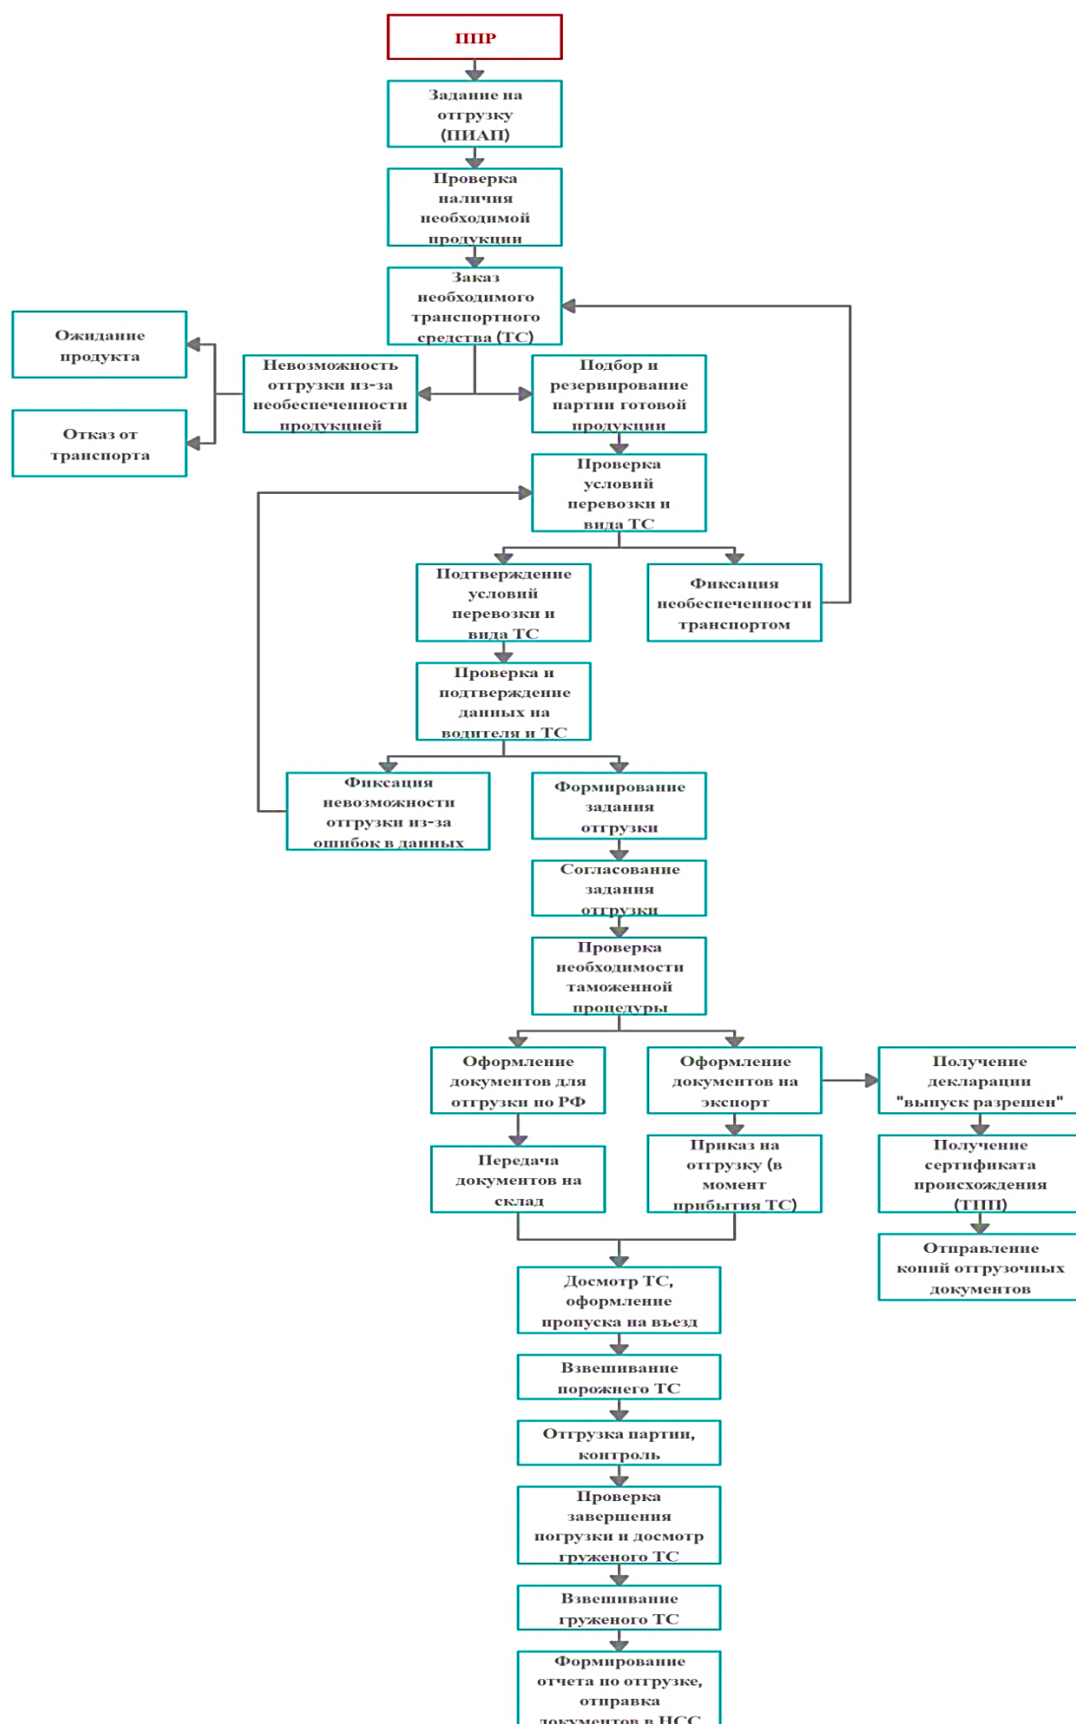 ППР
Задание на
отгрузку
(ПИАП)
Проверка
наличия
необходимой
продукции
Заказ
необходимого
транспортного
средства (ТС)
Ожидание
продукта
Отказ от
транспорта
Невозможность
отгрузки из-за
необеспеченности
продукцией
Подбор и
резервирование
партии готовой
продукции
Проверка
условий
перевозки и
вида ТС
Подтверждение
условий
перевозки и
вида ТС
Фиксация
необеспеченности
транспортом
Проверка и
подтверждение
данных на
водителя и ТС
Фиксация
невозможности
отгрузки из-за
ошибок в данных
Формирование
задания
отгрузки
Согласование
задания
отгрузки
Проверка
необходимости
таможенной
процедуры
Оформление
документов для
отгрузки по РФ
Оформление
документов на
экспорт
Получение
декларации
"выпуск разрешен"
Передача
документов на
склад
Приказ на
отгрузку (в
момент
прибытия ТС)
Получение
сертификата
происхождения
(ТПП)
Отправление
копий отгрузочных
документов
Досмотр ТС,
оформление
пропуска на въезд
Взвешивание
порожнего ТС
Отгрузка партии,
контроль
Проверка
завершения
погрузки и досмотр
груженого ТС
Взвешивание
груженого ТС
Формирование
отчета по отгрузке,
отправка
документов в НСС